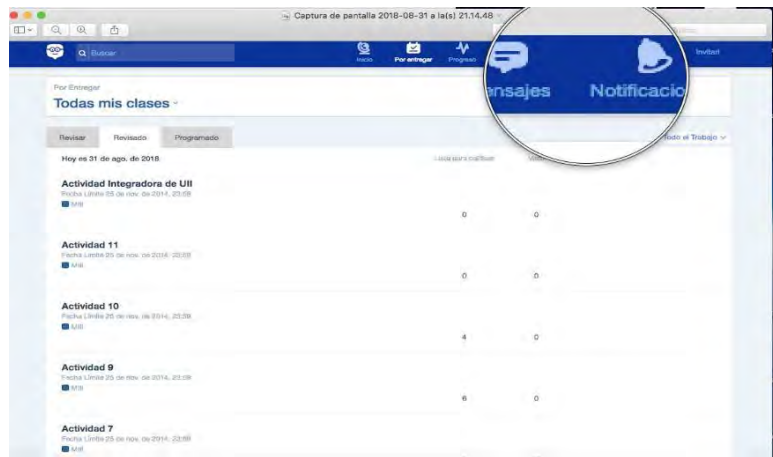 Captura de pantalla 2018-08-31 a la(s) 21.14.48
Buscar
Inicio
Por entregar
Progreso
ensajes
Notificacio
Por Entregar
Todas mis clases
Revisar
Revisado
Programado
odo el Trabajo
Hoy es 31 de ago. de 2018
Actividad Integradora de UII
Fecha Límite 25 de nov. de 2014, 23:59
0 0
Actividad 11
Fecha Límite 25 de nov. de 2014, 23:59
0 0
Actividad 10
Fecha Límite 25 de nov. de 2014, 23:59
4 0
Actividad 9
Fecha Límite 25 de nov. de 2014, 23:59
6 0
Actividad 7
Fecha Límite 25 de nov. de 2014, 23:59